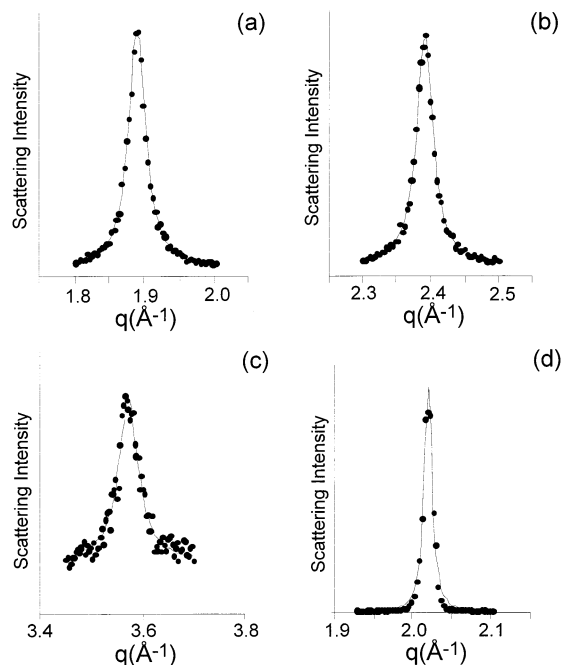 (a)
Scattering Intensity
1.8 1.9 2.0
q(Å-1)
(b)
Scattering Intensity
2.3 2.4 2.5
q(Å-1)
(c)
Scattering Intensity
3.4 3.6 3.8
q(Å-1)
(d)
Scattering Intensity
1.9 2.0 2.1
q(Å-1)